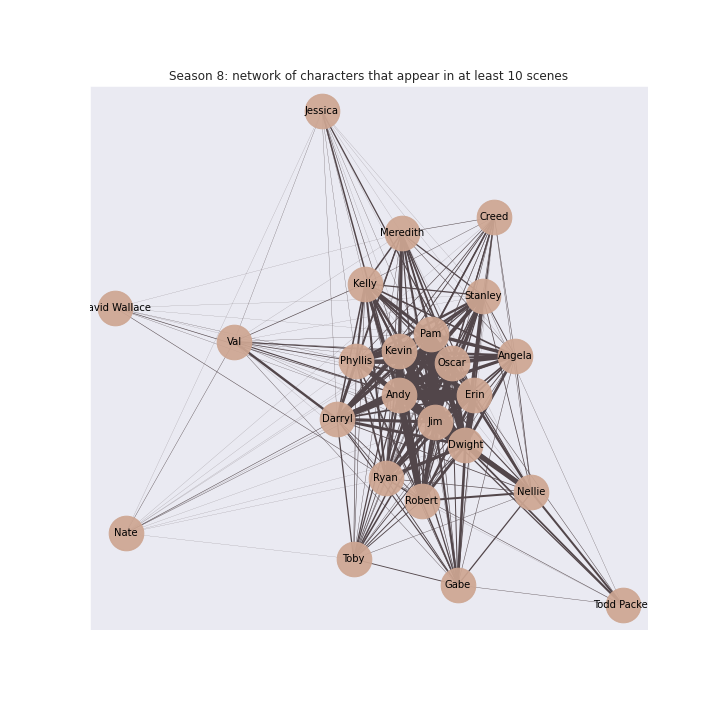 Season 8: network of characters that appear in at least 10 scenes
Jessica
Creed
Meredith
Kelly
Stanley
avid Wallace
Pam
Val
Kevin
Angela
Phyllis
Oscar
Andy
Erin
Darryl
Jim
Dwight
Ryan
Nellie
Robert
Nate
Toby
Gabe
Todd Packe